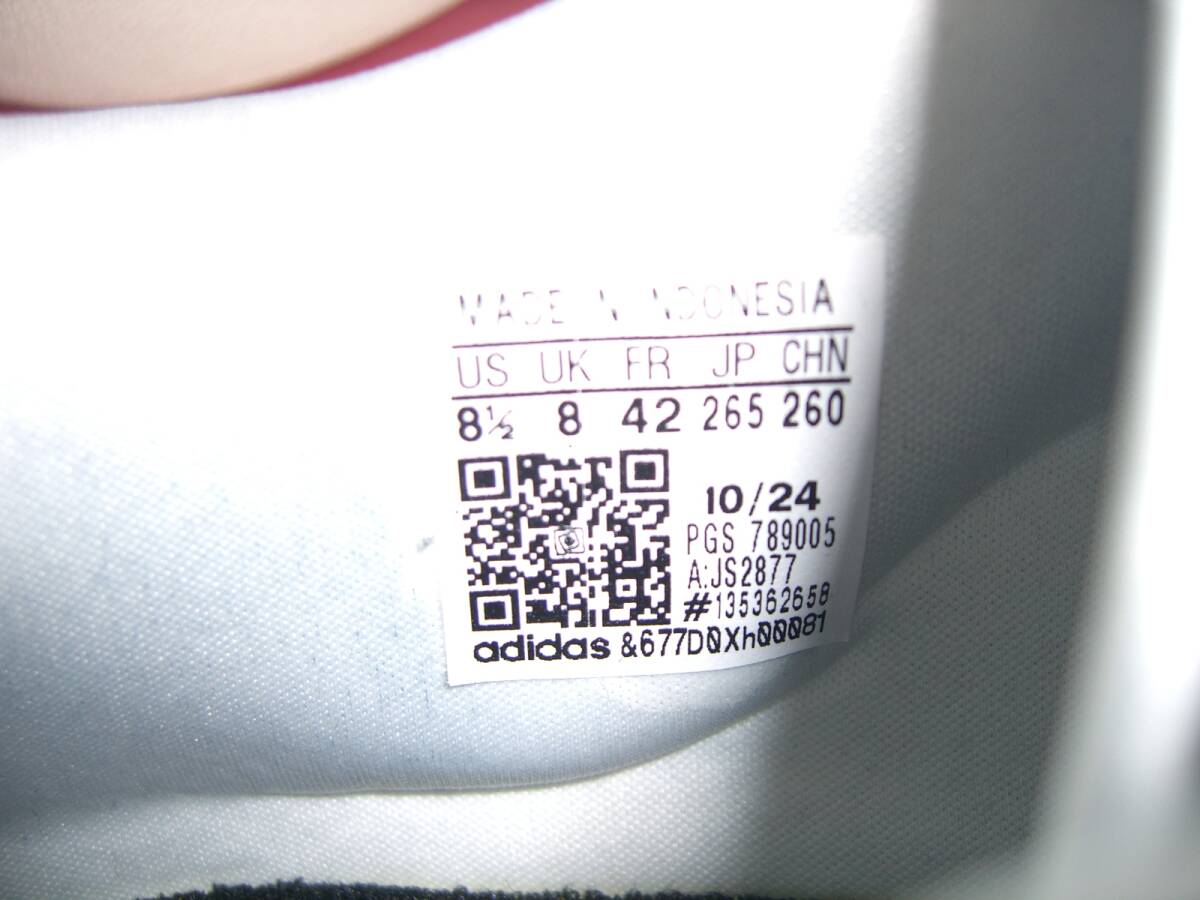 MADE IN INDONESIA
US UK FR JP CHN
8½ 8 42 265 260
10/24
PGS 789005
A:JS2877
#135362658
adidas &677DQXh00081